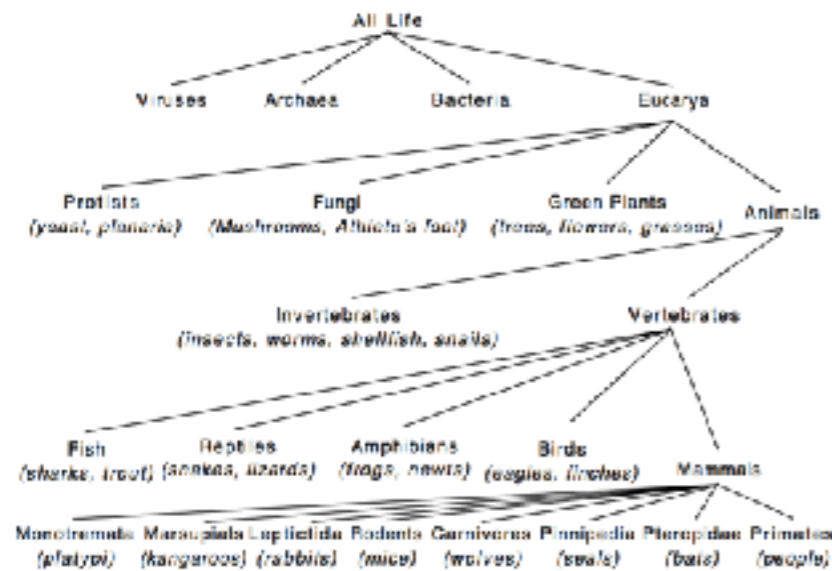 All Life
Viruses Archaea Bacteria Eucarya
Protists Fungi Green Plants Animals
(yeast, planaria) (Mushrooms, Athlete's foot) (trees, flowers, grasses)
Invertebrates Vertebrates
(insects, worms, shellfish, snails)
Fish Reptiles Amphibians Birds Mammals
(sharks, trout) (snakes, lizards) (frogs, newts) (eagles, finches)
Monotremata Marsupials Leptictida Rodents Carnivores Pinnipedia Pteropidae Primates
(platypi) (kangaroos) (rabbits) (mice) (wolves) (seals) (bats) (people)